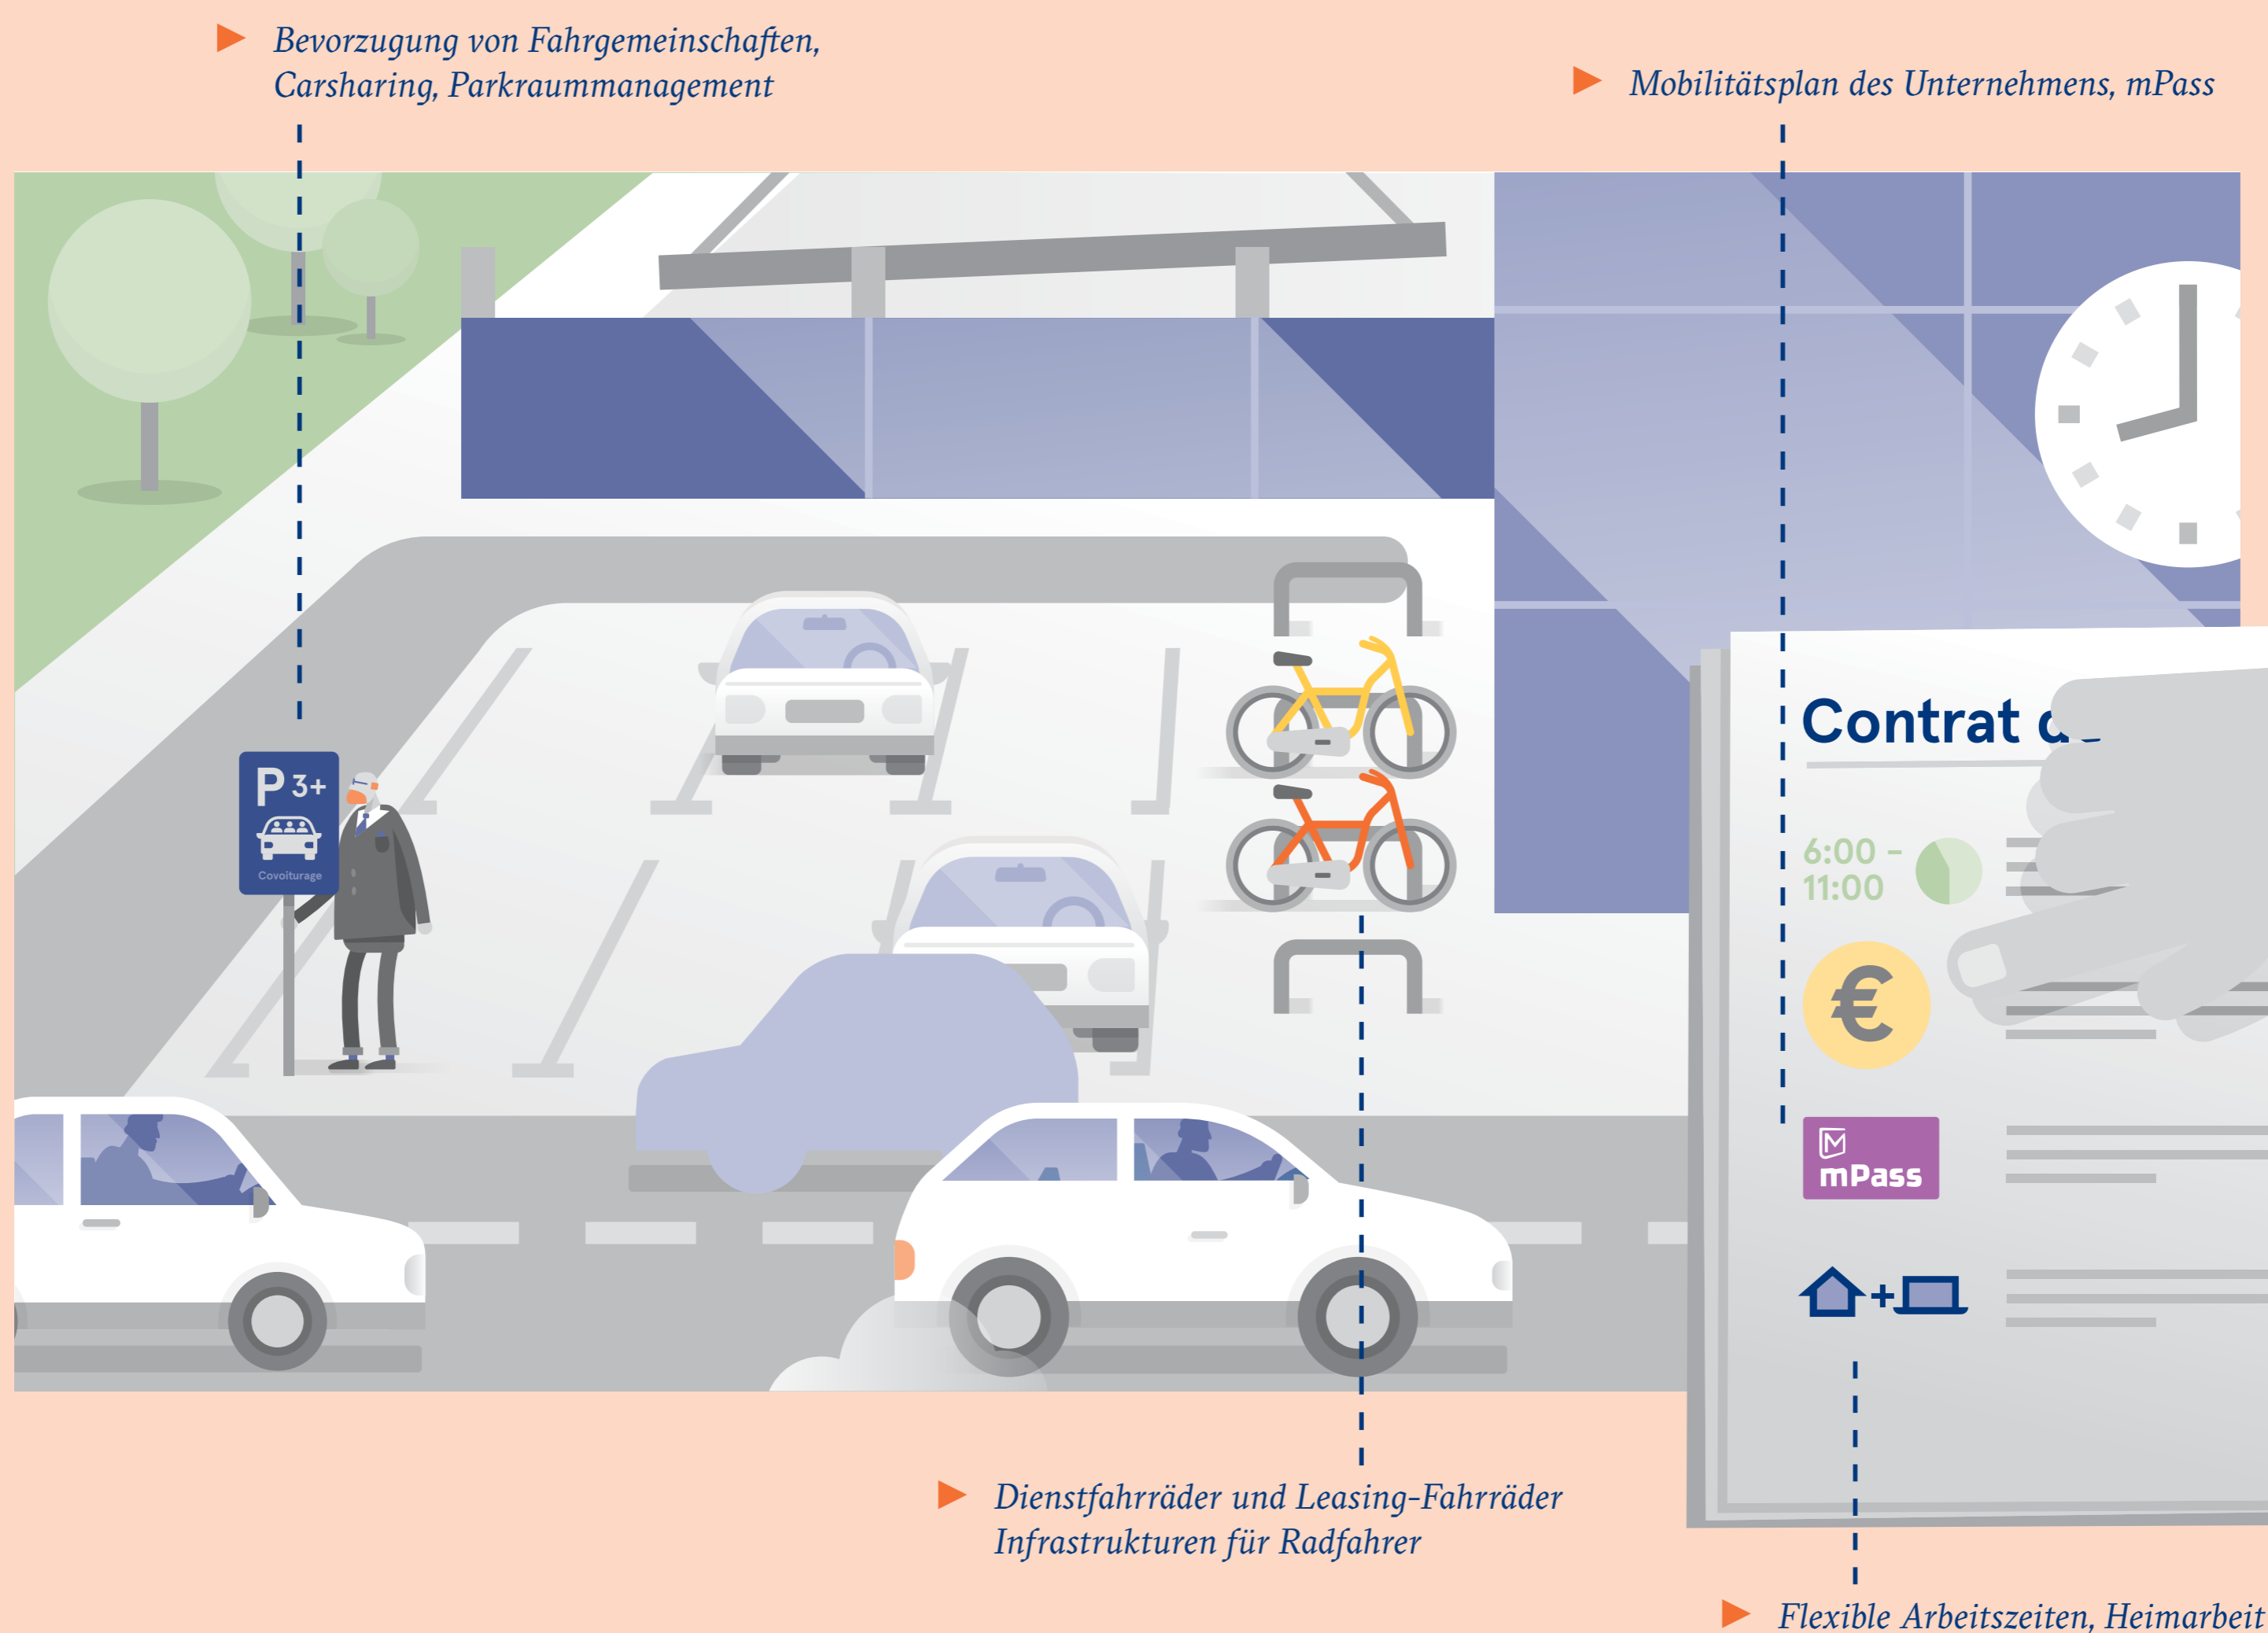 Bevorzugung von Fahrgemeinschaften,
Carsharing, Parkraummanagement
Mobilitätsplan des Unternehmens, mPass
P 3+
Covoiturage
Contrat
6:00 –
11:00
€
mPass
+
Dienstfahrräder und Leasing-Fahrräder
Infrastrukturen für Radfahrer
Flexible Arbeitszeiten, Heimarbeit